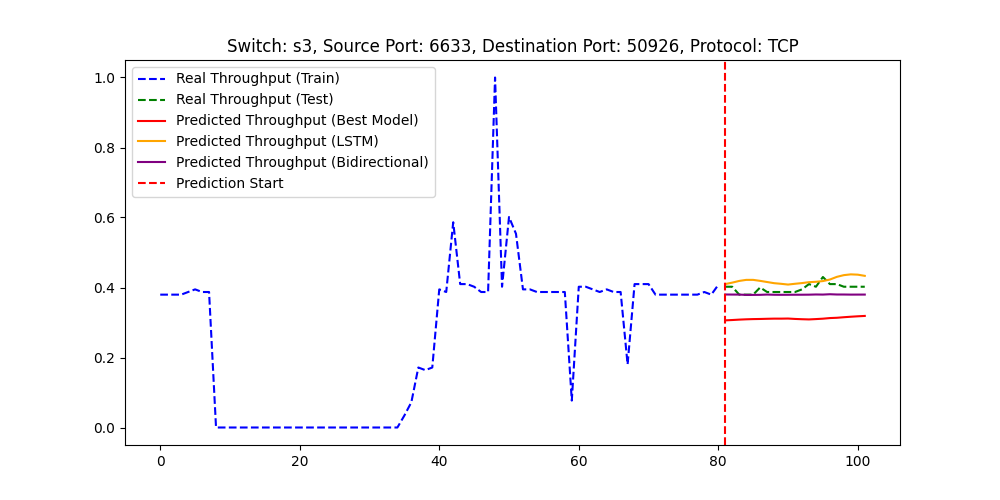 Switch: s3, Source Port: 6633, Destination Port: 50926, Protocol: TCP
Real Throughput (Train)
Real Throughput (Test)
Predicted Throughput (Best Model)
Predicted Throughput (LSTM)
Predicted Throughput (Bidirectional)
Prediction Start
1.0
0.8
0.6
0.4
0.2
0.0
0 20 40 60 80 100